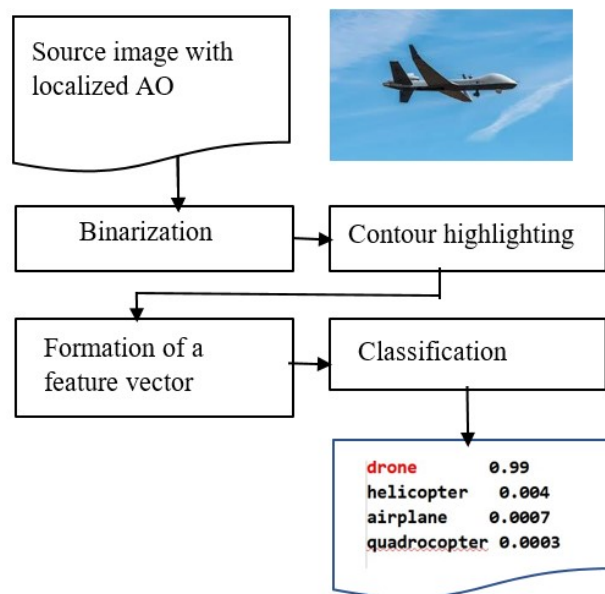 Source image with
localized AO
Binarization
Contour highlighting
Formation of a
feature vector
Classification
drone 0.99
helicopter 0.004
airplane 0.0007
quadrocopter 0.0003